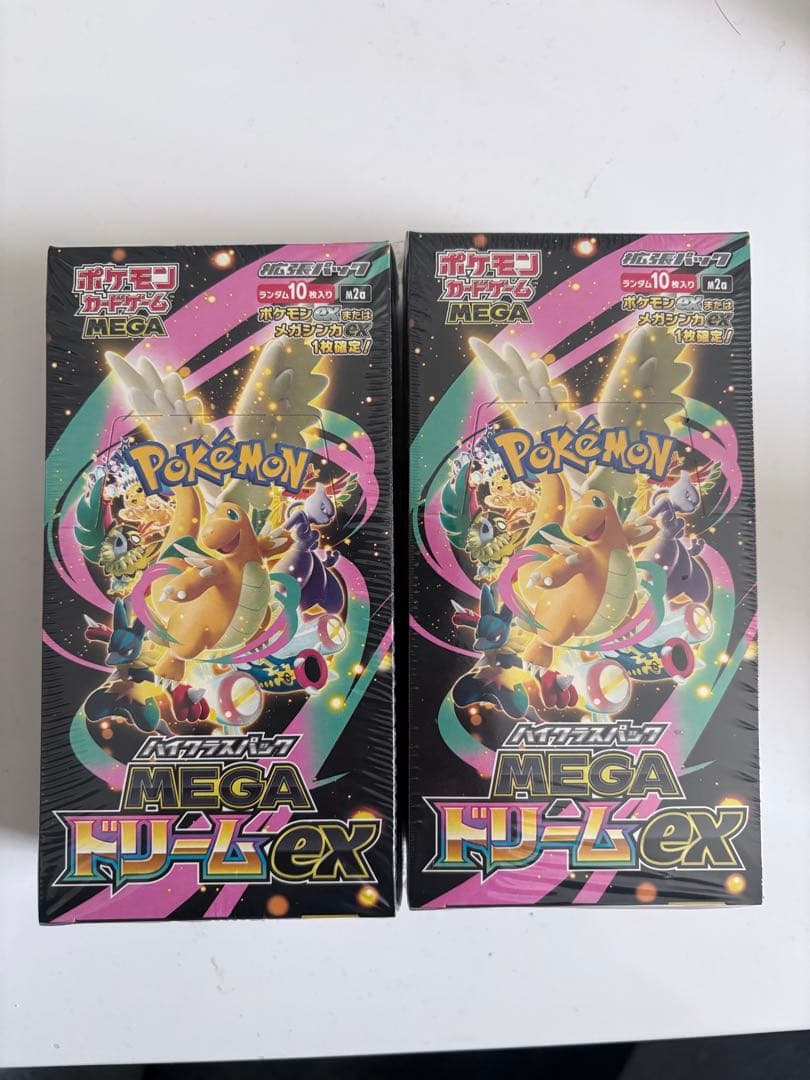 ポケモン
カードゲーム
MEGA
拡張パック
ランダム10枚入り M2a
ポケモンexまたは
メガシンカex
1枚確定!
POKÉMON
ハイクラスパック
MEGA
ドリームex
ポケモン
カードゲーム
MEGA
拡張パック
ランダム10枚入り M2a
ポケモンexまたは
メガシンカex
1枚確定!
POKÉMON
ハイクラスパック
MEGA
ドリームex